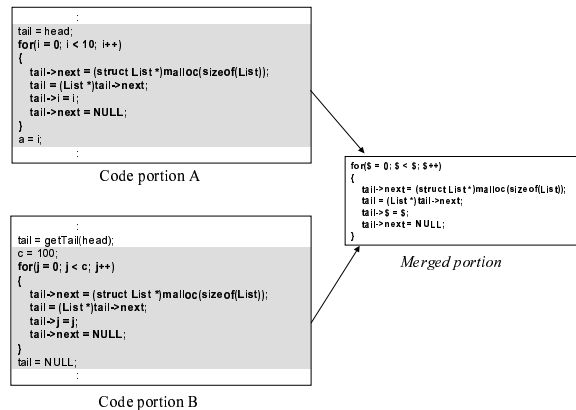 :
tail = head;
for(i = 0; i < 10; i++)
{
tail->next = (struct List *)malloc(sizeof(List));
tail = (List *)tail->next;
tail->i = i;
tail->next = NULL;
}
a = i;
:
Code portion A
:
tail = getTail(head);
c = 100;
for(j = 0; j < c; j++)
{
tail->next = (struct List *)malloc(sizeof(List));
tail = (List *)tail->next;
tail->j = j;
tail->next = NULL;
}
tail = NULL;
:
Code portion B
for($ = 0; $ < $; $++)
{
tail->next = (struct List *)malloc(sizeof(List));
tail = (List *)tail->next;
tail->$ = $;
tail->next = NULL;
}
Merged portion